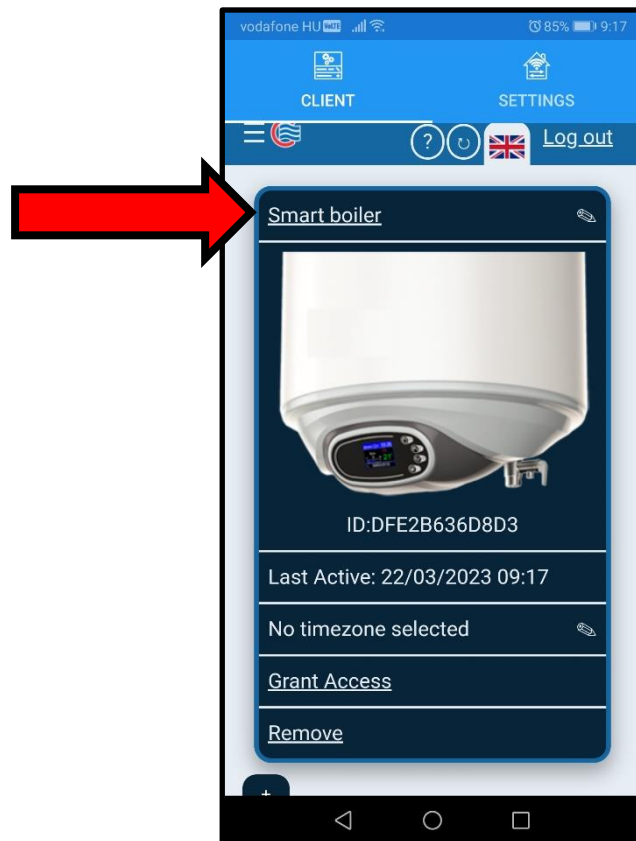 vodafone HU 85% 9:17
CLIENT SETTINGS
? Log out
Smart boiler
ID:DFE2B636D8D3
Last Active: 22/03/2023 09:17
No timezone selected
Grant Access
Remove
+